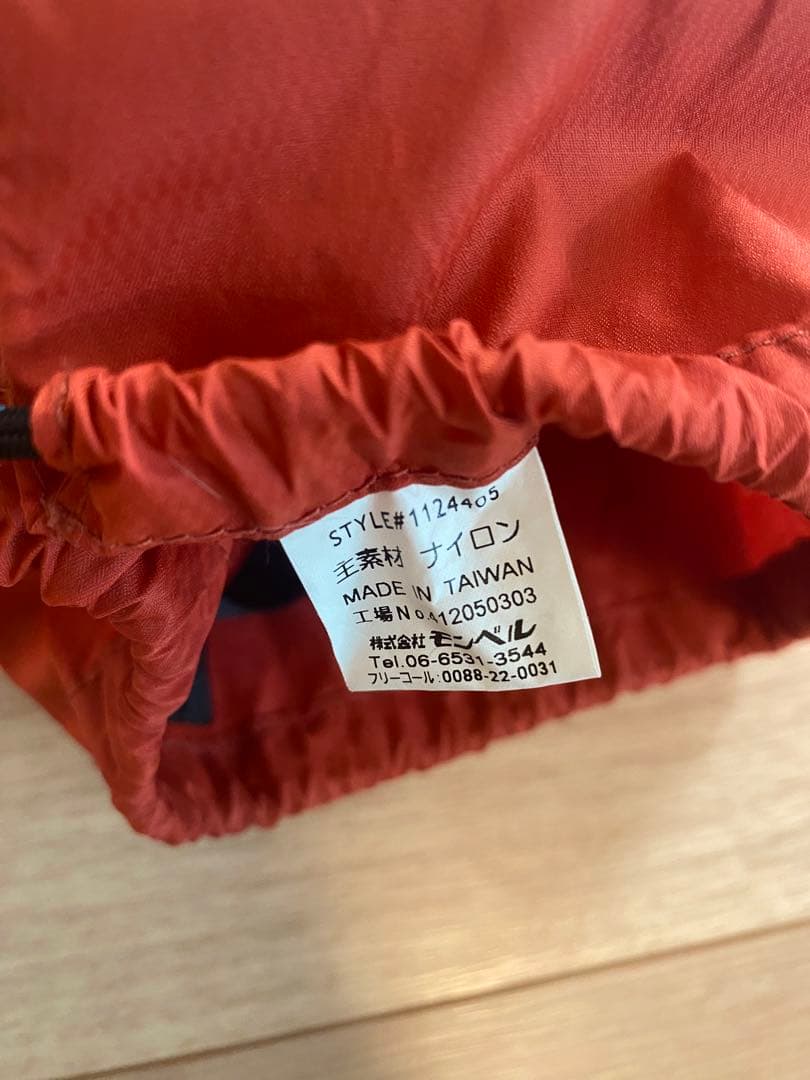 STYLE#1124405
主素材 ナイロン
MADE IN TAIWAN
工場No.412050303
株式会社 モンベル
Tel.06-6531-3544
フリーコール:0088-22-0031